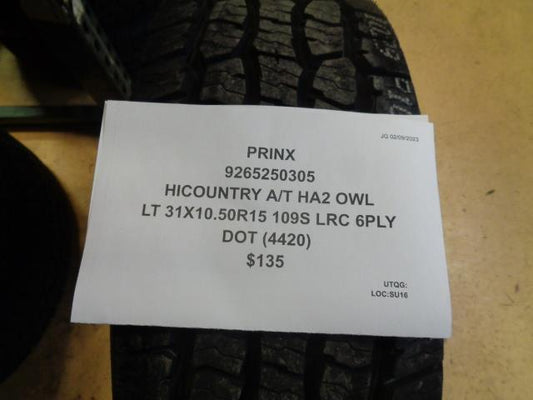 JG 02/09/2023
PRINX
9265250305
HICOUNTRY A/T HA2 OWL
LT 31X10.50R15 109S LRC 6PLY
DOT (4420)
$135
UTQG:
LOC:SU16